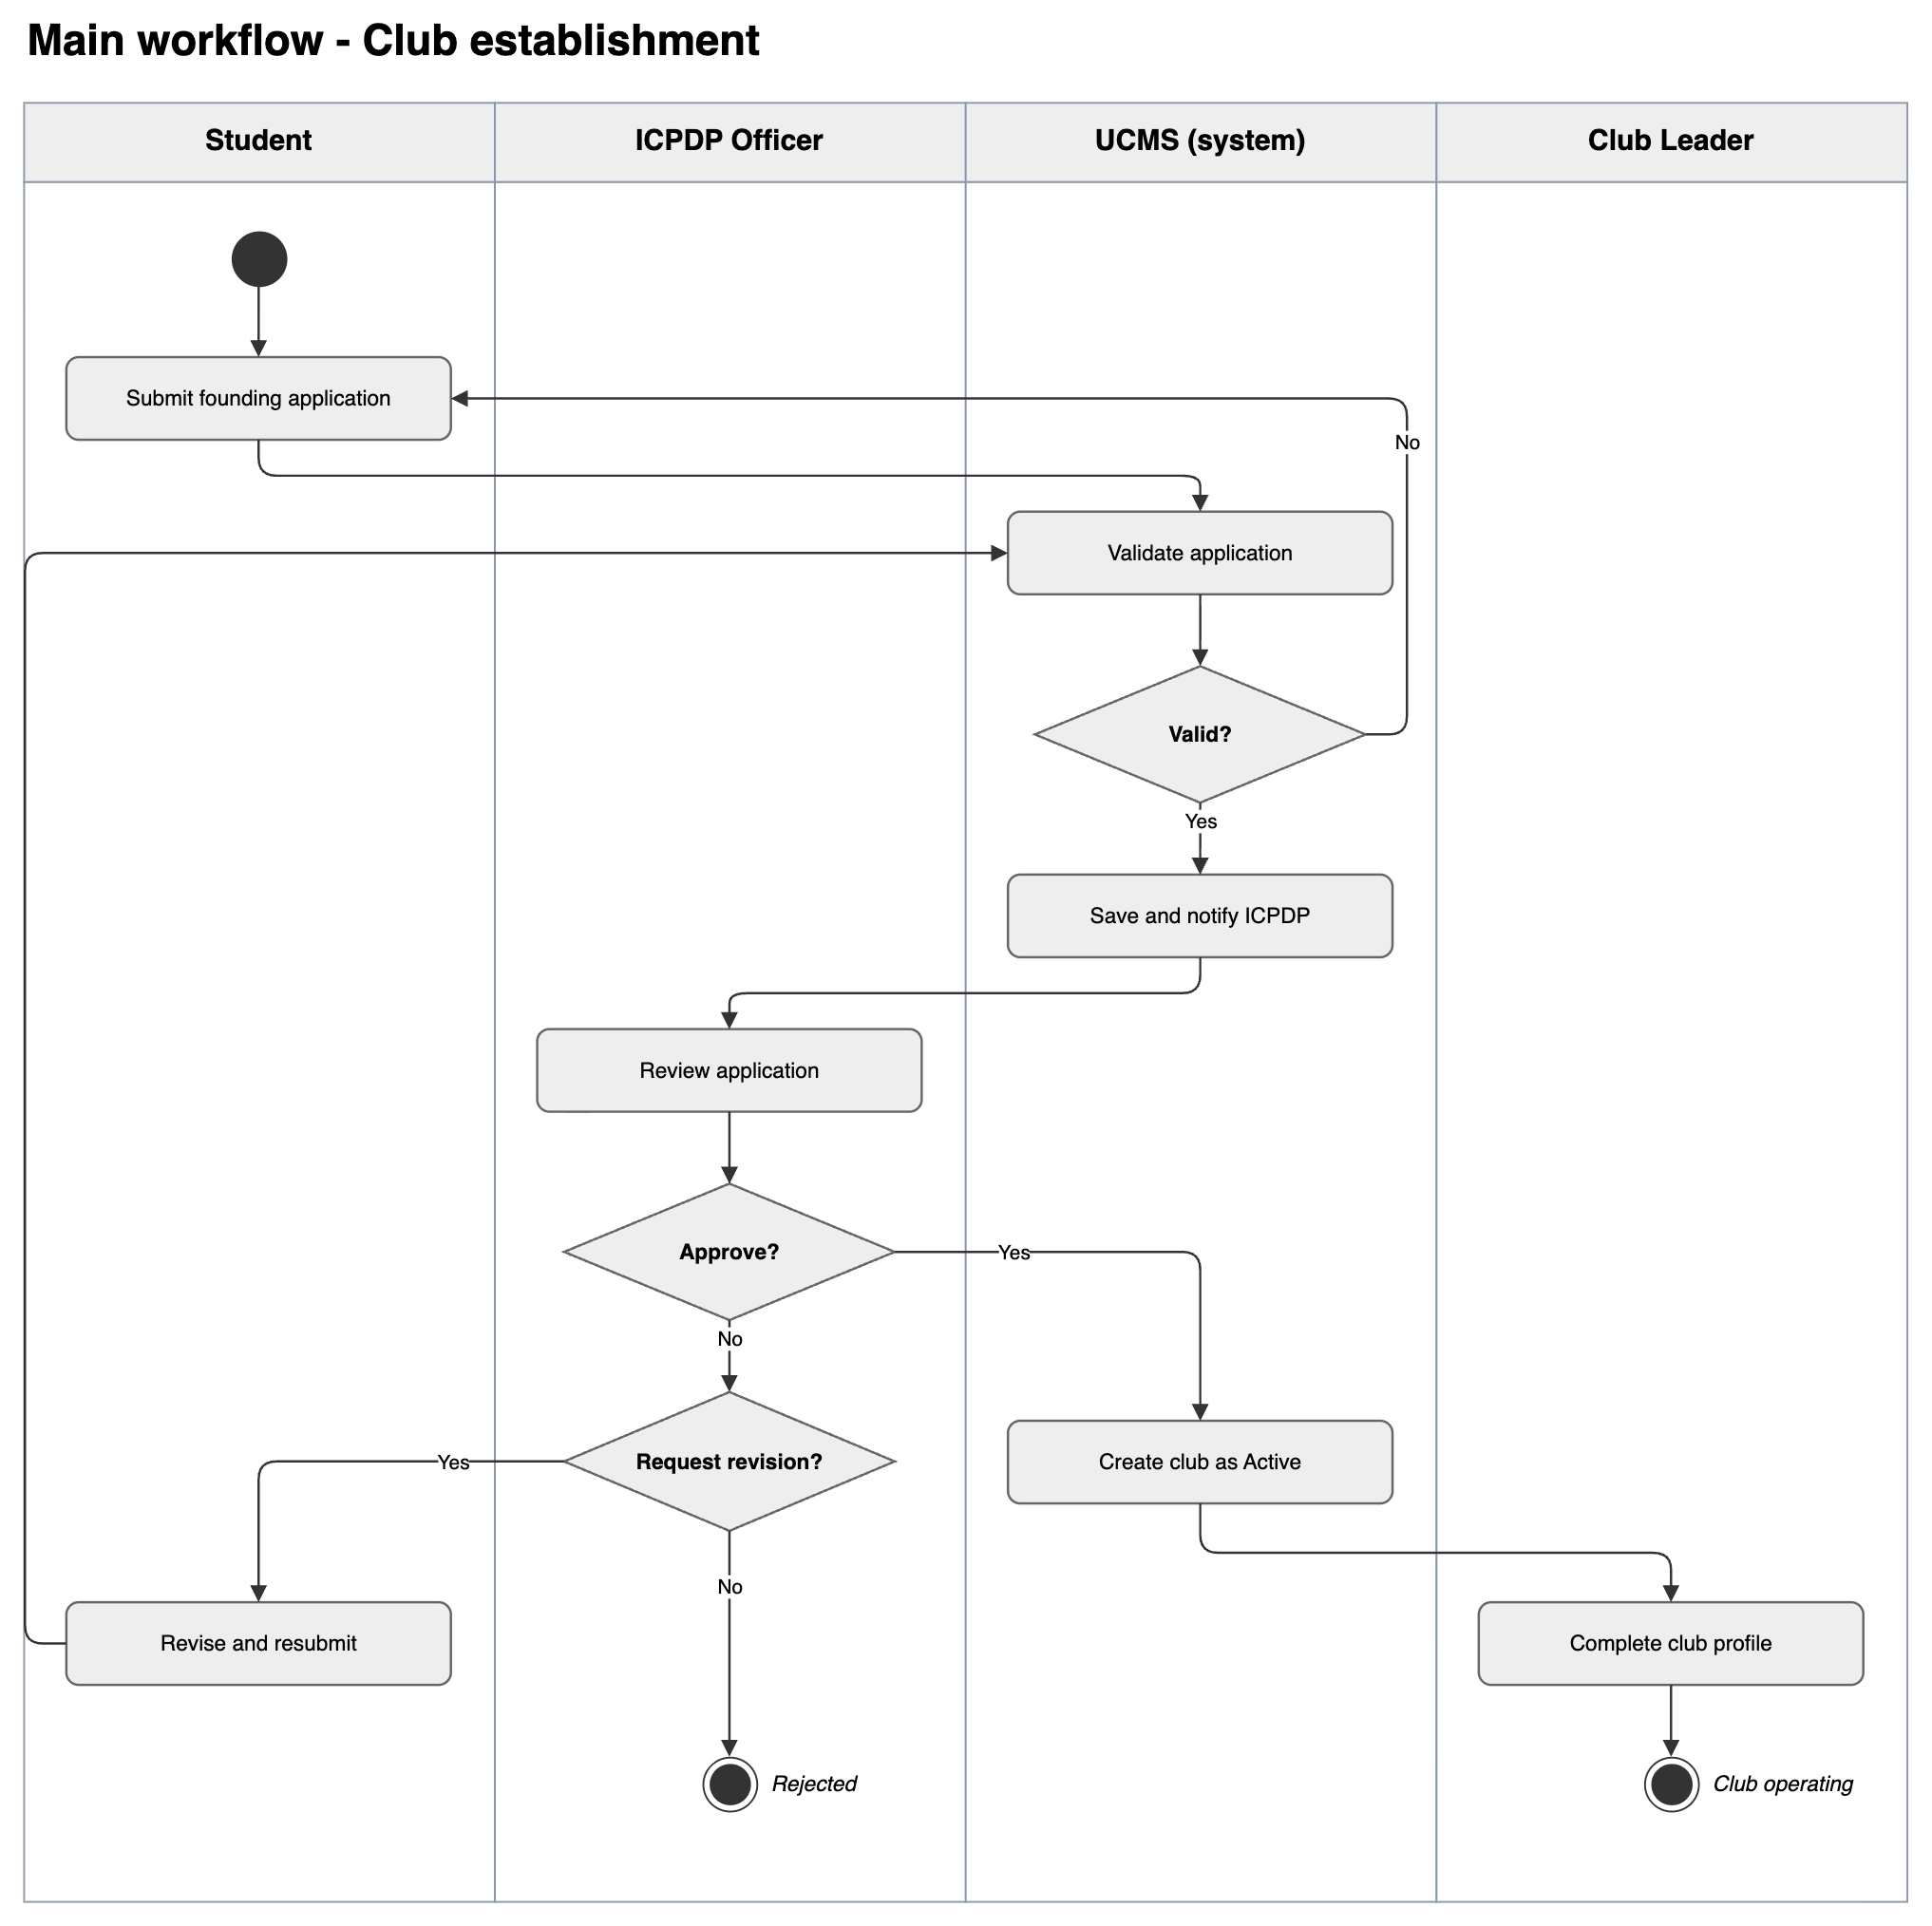 Main workflow - Club establishment
Student
ICPDP Officer
UCMS (system)
Club Leader
Submit founding application
No
Validate application
Valid?
Yes
Save and notify ICPDP
Review application
Approve?
Yes
No
Request revision?
Yes
Create club as Active
No
Revise and resubmit
Complete club profile
Rejected
Club operating